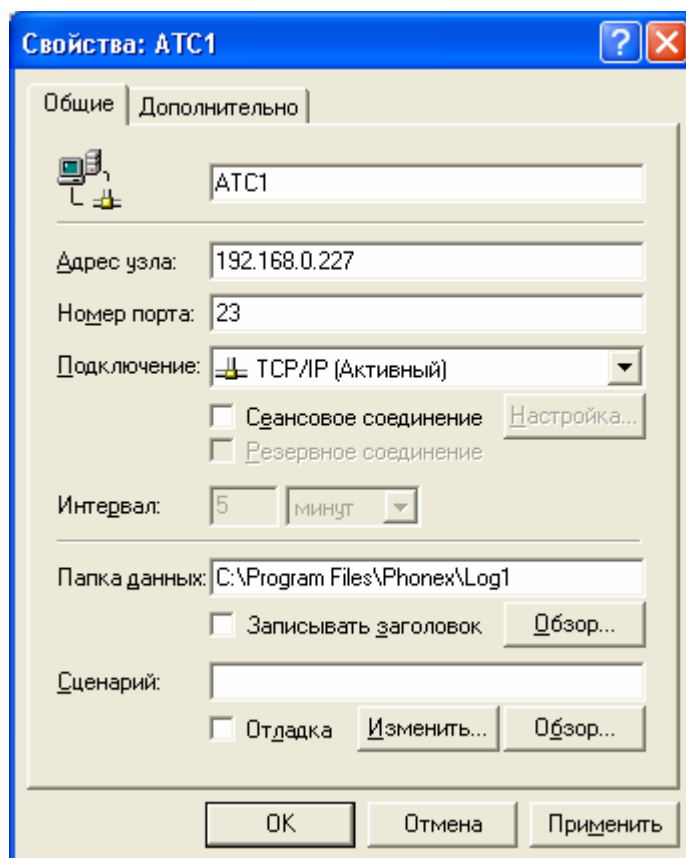 Свойства: АТС1
Общие Дополнительно
АТС1
Адрес узла: 192.168.0.227
Номер порта: 23
Подключение: TCP/IP (Активный)
Сеансовое соединение Настройка...
Резервное соединение
Интервал: 5 минут
Папка данных: C:\Program Files\Phonex\Log1
Записывать заголовок Обзор...
Сценарий:
Отладка Изменить... Обзор...
OK Отмена Применить